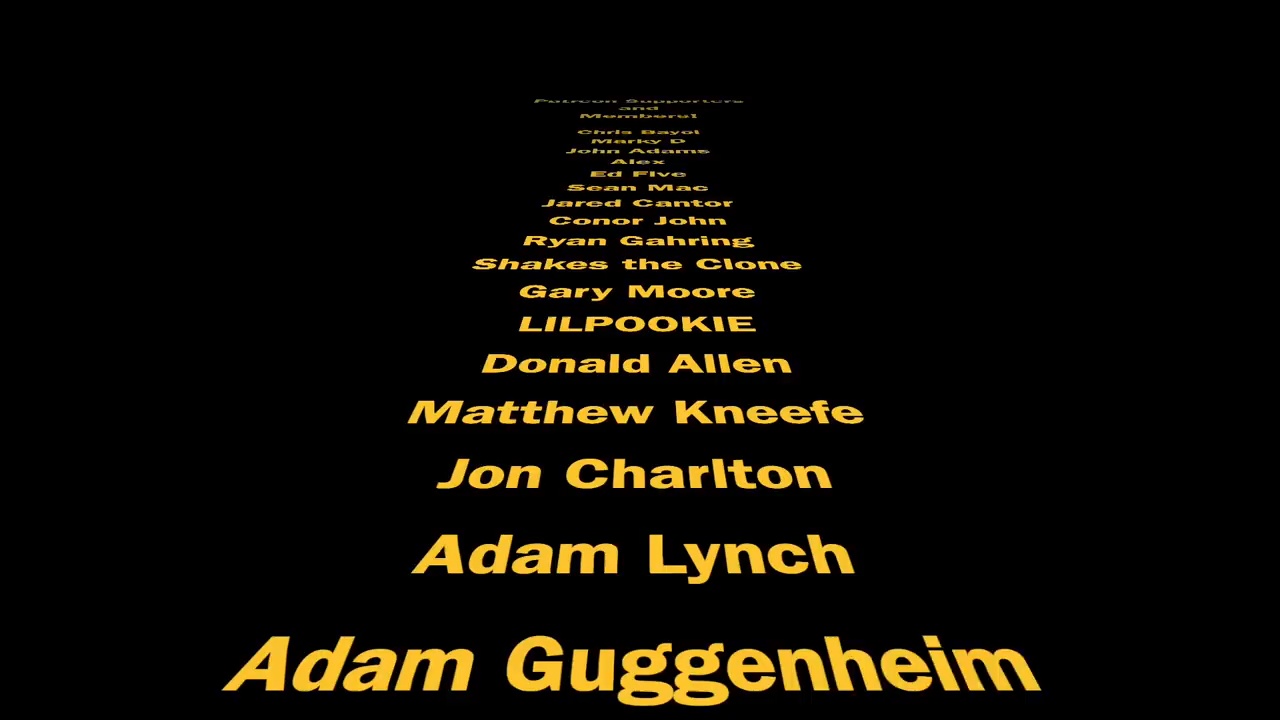 Patreon Supporters
and
Members!
Chris Bayol
Marky D
John Adams
Alex
Ed Five
Sean Mac
Jared Cantor
Conor John
Ryan Gahring
Shakes the Clone
Gary Moore
LILPOOKIE
Donald Allen
Matthew Kneefe
Jon Charlton
Adam Lynch
Adam Guggenheim